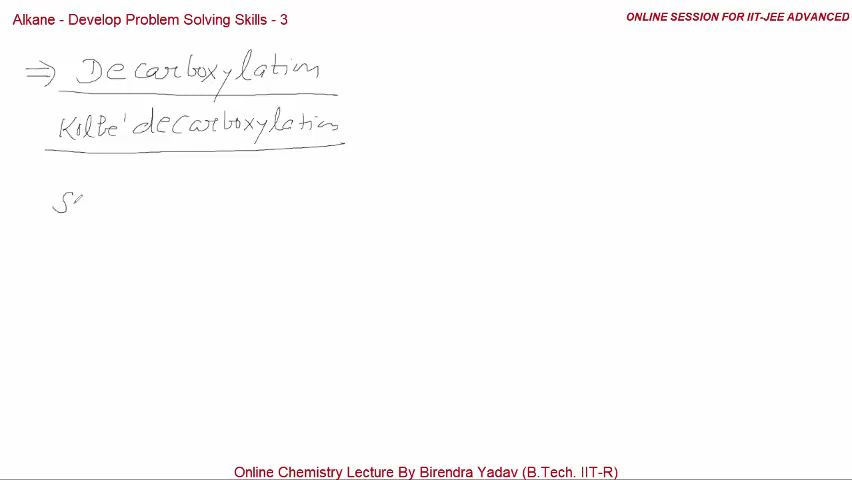 Alkane - Develop Problem Solving Skills - 3
ONLINE SESSION FOR IIT-JEE ADVANCED
⇒ Decarboxylation
Kolbe' decarboxylation
S
Online Chemistry Lecture By Birendra Yadav (B.Tech. IIT-R)